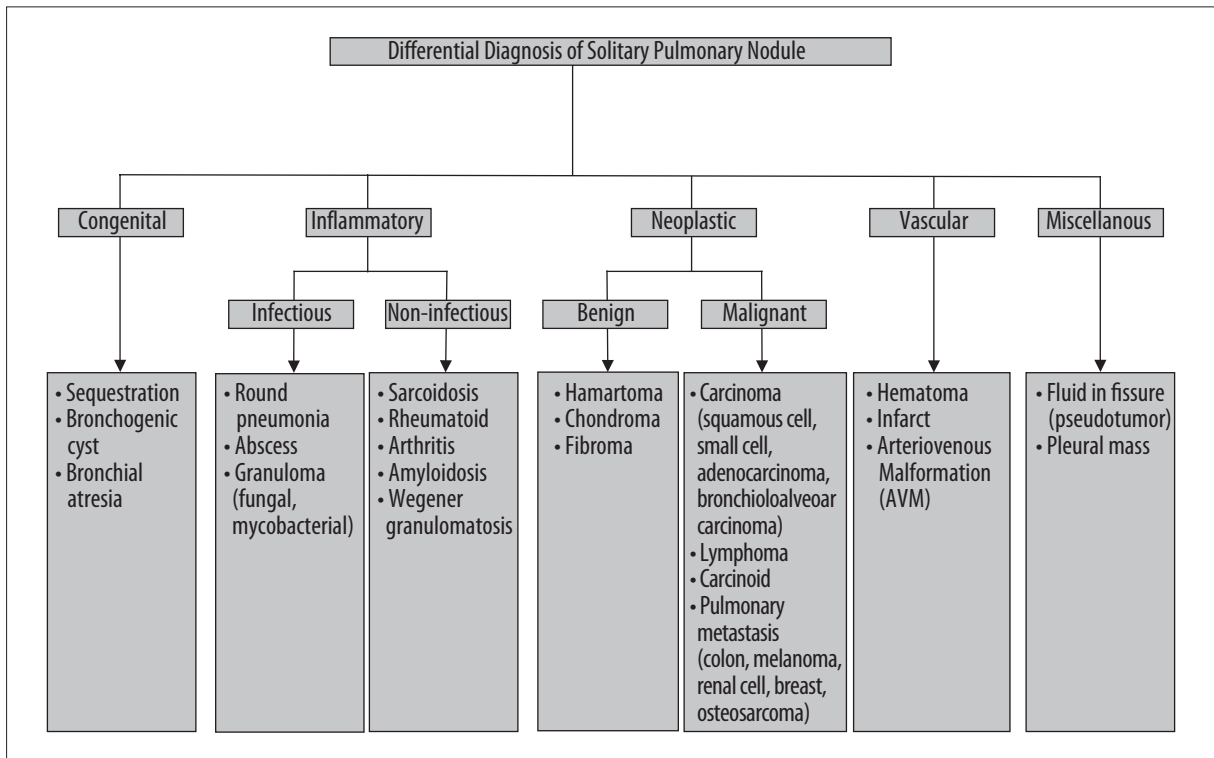 Differential Diagnosis of Solitary Pulmonary Nodule
Congenital
Inflammatory
Neoplastic
Vascular
Miscellanous
Infectious
Non-infectious
Benign
Malignant
• Sequestration
• Bronchogenic
cyst
• Bronchial
atresia
• Round
pneumonia
• Abscess
• Granuloma
(fungal,
mycobacterial)
• Sarcoidosis
• Rheumatoid
• Arthritis
• Amyloidosis
• Wegener
granulomatosis
• Hamartoma
• Chondroma
• Fibroma
• Carcinoma
(squamous cell,
small cell,
adenocarcinoma,
bronchioloalveoar
carcinoma)
• Lymphoma
• Carcinoid
• Pulmonary
metastasis
(colon, melanoma,
renal cell, breast,
osteosarcoma)
• Hematoma
• Infarct
• Arteriovenous
Malformation
(AVM)
• Fluid in fissure
(pseudotumor)
• Pleural mass